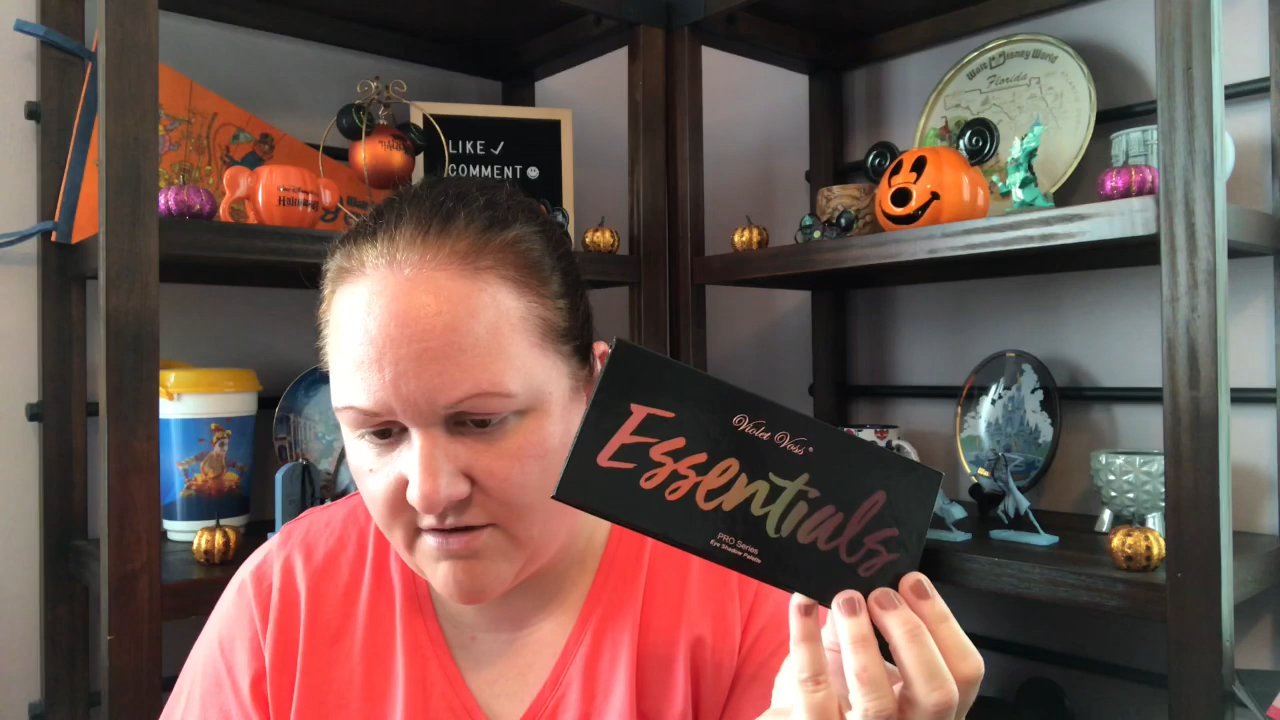 LIKE ✓
COMMENT ☻
Walt Disney World
Florida
Violet Voss®
Essentials
PRO Series
Eye Shadow Palette